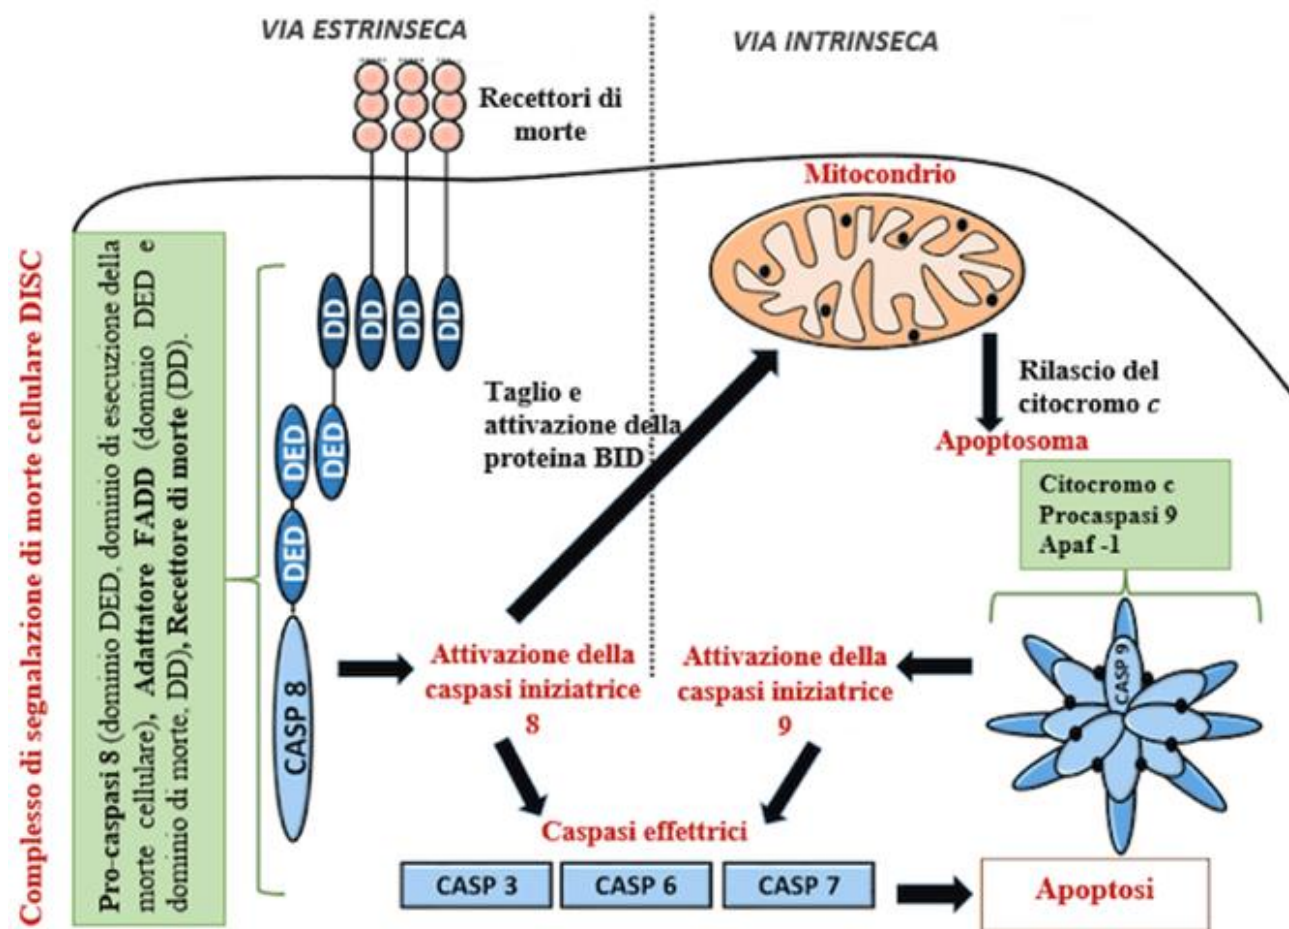 VIA ESTRINSECA
VIA INTRINSECA
Recettori di
morte
Mitocondrio
Complesso di segnalazione di morte cellulare DISC
Pro-caspasi 8 (dominio DED, dominio di esecuzione della
morte cellulare), Adattatore FADD (dominio DED e
dominio di morte, DD), Recettore di morte (DD).
DD
DD
DD
DD
DED
DED
DED
CASP 8
Taglio e
attivazione della
proteina BID
Rilascio del
citocromo c
Apoptosoma
Citocromo c
Procaspasi 9
Apaf -1
CASP 9
Attivazione della
caspasi iniziatrice
8
Attivazione della
caspasi iniziatrice
9
Caspasi effettrici
CASP 3
CASP 6
CASP 7
Apoptosi